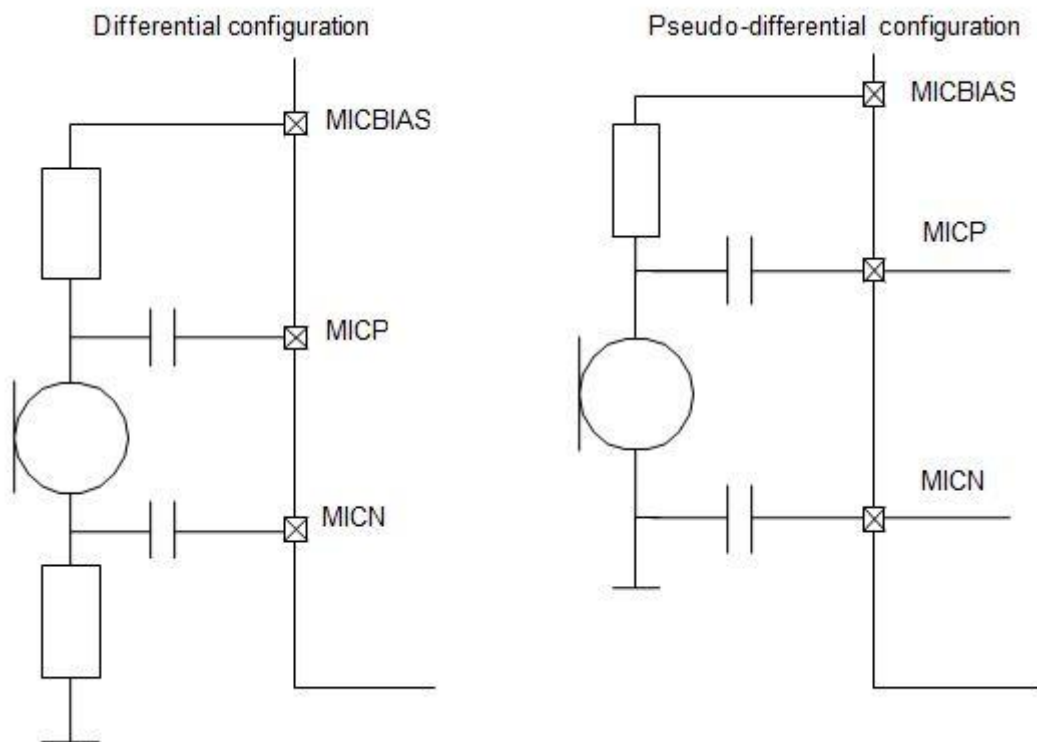 Differential configuration
MICBIAS
MICP
MICN
Pseudo-differential configuration
MICBIAS
MICP
MICN